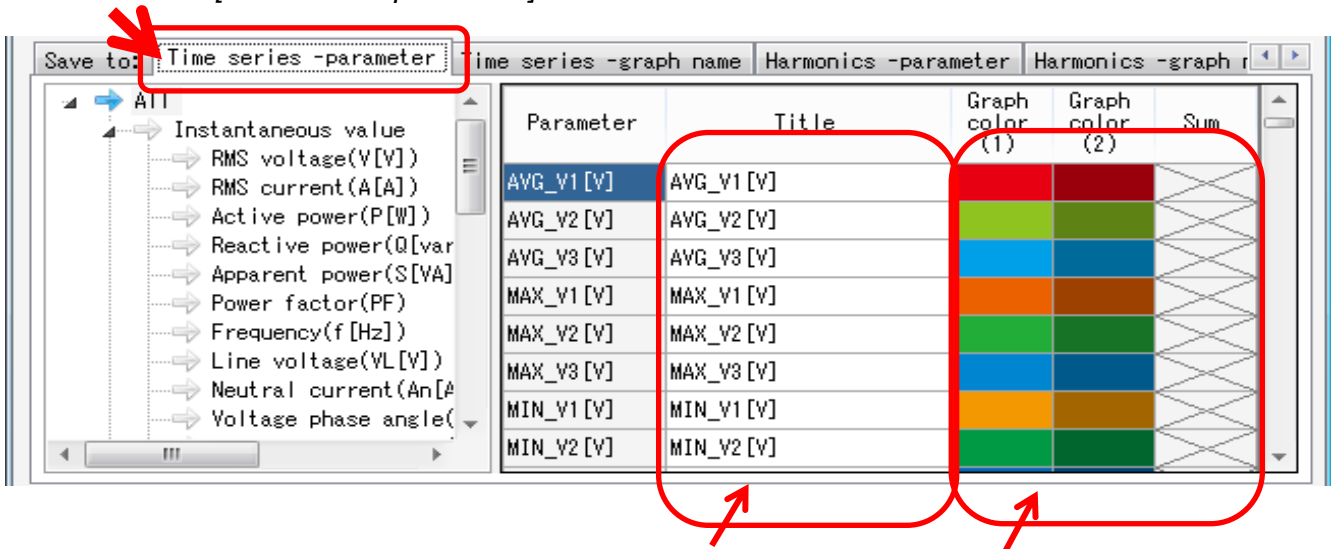 Save to: Time series -parameter Time series -graph name Harmonics -parameter Harmonics -graph
All
Instantaneous value
RMS voltage(V[V])
RMS current(A[A])
Active power(P[W])
Reactive power(Q[var
Apparent power(S[VA]
Power factor(PF)
Frequency(f[Hz])
Line voltage(VL[V])
Neutral current(An[A
Voltage phase angle(
Parameter Title Graph color (1) Graph color (2) Sum
AVG_V1[V] AVG_V1[V]
AVG_V2[V] AVG_V2[V]
AVG_V3[V] AVG_V3[V]
MAX_V1[V] MAX_V1[V]
MAX_V2[V] MAX_V2[V]
MAX_V3[V] MAX_V3[V]
MIN_V1[V] MIN_V1[V]
MIN_V2[V] MIN_V2[V]